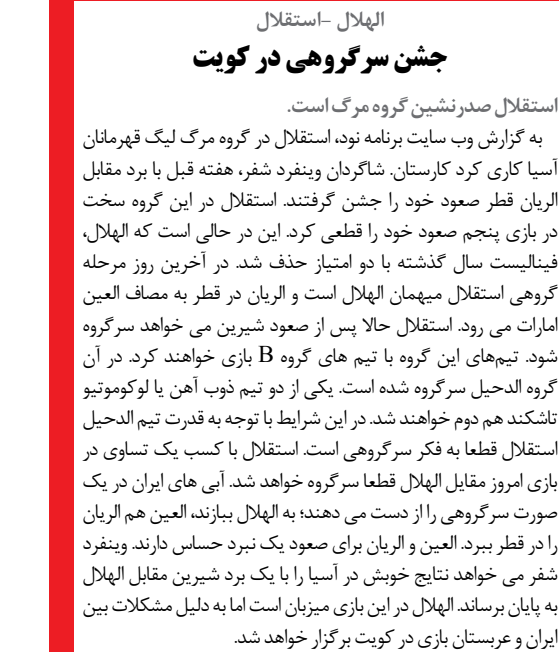 الهلال -استقلال
جشن سرگروهی در کویت
استقلال صدرنشین گروه مرگ است.
به گزارش وب سایت برنامه نود، استقلال در گروه مرگ لیگ قهرمانان
آسیا کاری کرد کارستان. شاگردان وینفرد شفر، هفته قبل با برد مقابل
الریان قطر صعود خود را جشن گرفتند. استقلال در این گروه سخت
در بازی پنجم صعود خود را قطعی کرد. این در حالی است که الهلال،
فینالیست سال گذشته با دو امتیاز حذف شد. در آخرین روز مرحله
گروهی استقلال میهمان الهلال است و الریان در قطر به مصاف العین
امارات می رود. استقلال حالا پس از صعود شیرین می خواهد سرگروه
شود. تیم‌های این گروه با تیم های گروه B بازی خواهند کرد. در آن
گروه الدحیل سرگروه شده است. یکی از دو تیم ذوب آهن یا لوکوموتیو
تاشکند هم دوم خواهند شد. در این شرایط با توجه به قدرت تیم الدحیل
استقلال قطعا به فکر سرگروهی است. استقلال با کسب یک تساوی در
بازی امروز مقایل الهلال قطعا سرگروه خواهد شد. آبی های ایران در یک
صورت سرگروهی را از دست می دهند؛ به الهلال ببازند، العین هم الریان
را در قطر ببرد. العین و الریان برای صعود یک نبرد حساس دارند. وینفرد
شفر می خواهد نتایج خوبش در آسیا را با یک برد شیرین مقابل الهلال
به پایان برساند. الهلال در این بازی میزبان است اما به دلیل مشکلات بین
ایران و عربستان بازی در کویت برگزار خواهد شد.